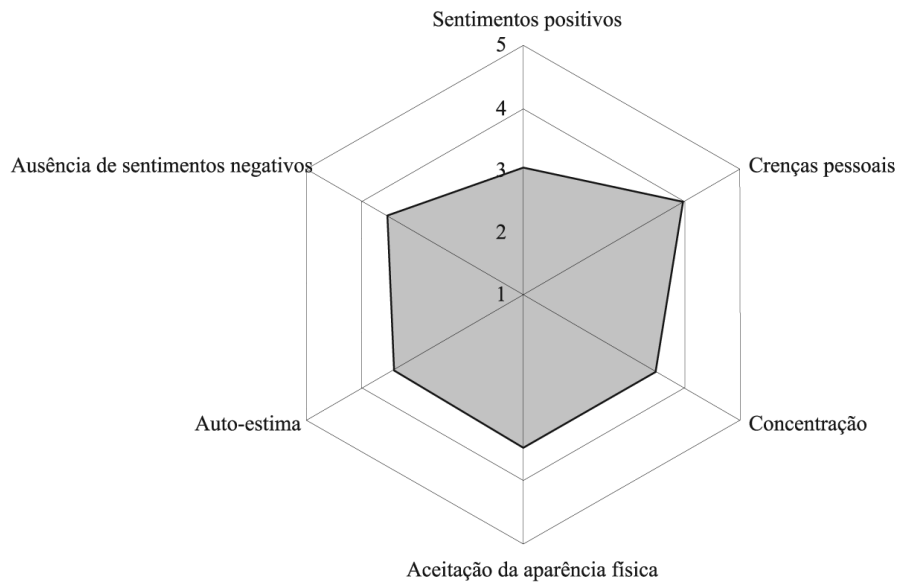 Sentimentos positivos
5
4
Ausência de sentimentos negativos
3
Crenças pessoais
2
1
Auto-estima
Concentração
Aceitação da aparência física